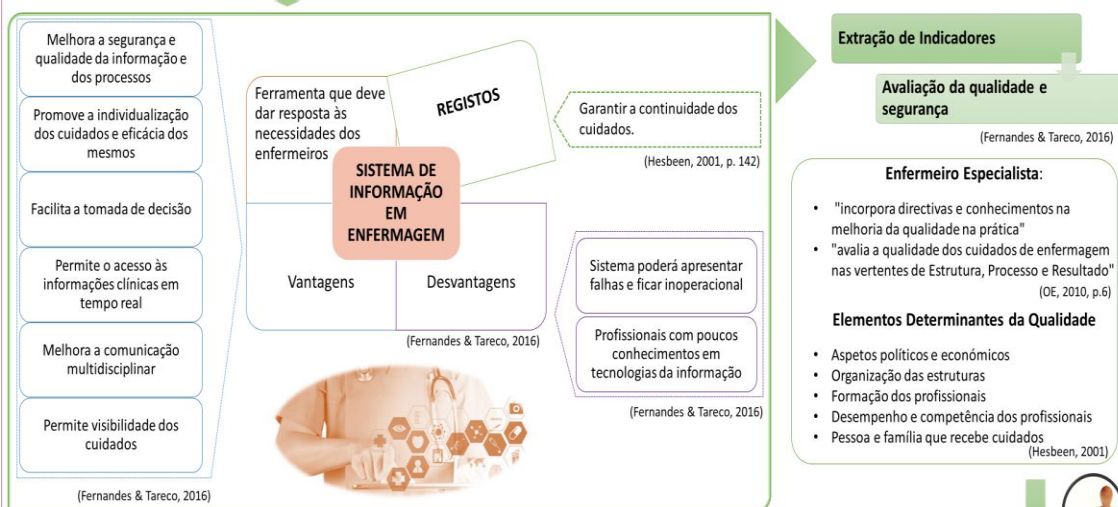 Melhora a segurança e
qualidade da informação e
dos processos
Promove a individualização
dos cuidados e eficácia dos
mesmos
Facilita a tomada de decisão
Permite o acesso às
informações clínicas em
tempo real
Melhora a comunicação
multidisciplinar
Permite visibilidade dos
cuidados
(Fernandes & Tareco, 2016)
Ferramenta que deve
dar resposta às
necessidades dos
enfermeiros
REGISTOS
SISTEMA DE
INFORMAÇÃO
EM
ENFERMAGEM
Vantagens
Desvantagens
(Fernandes & Tareco, 2016)
Garantir a continuidade dos
cuidados.
(Hesbeen, 2001, p. 142)
Sistema poderá apresentar
falhas e ficar inoperacional
Profissionais com poucos
conhecimentos em
tecnologias da informação
(Fernandes & Tareco, 2016)
Extração de Indicadores
Avaliação da qualidade e
segurança
(Fernandes & Tareco, 2016)
Enfermeiro Especialista:
• "incorpora directivas e conhecimentos na
melhoria da qualidade na prática"
• "avalia a qualidade dos cuidados de enfermagem
nas vertentes de Estrutura, Processo e Resultado"
(OE, 2010, p.6)
Elementos Determinantes da Qualidade
• Aspetos políticos e económicos
• Organização das estruturas
• Formação dos profissionais
• Desempenho e competência dos profissionais
• Pessoa e família que recebe cuidados
(Hesbeen, 2001)